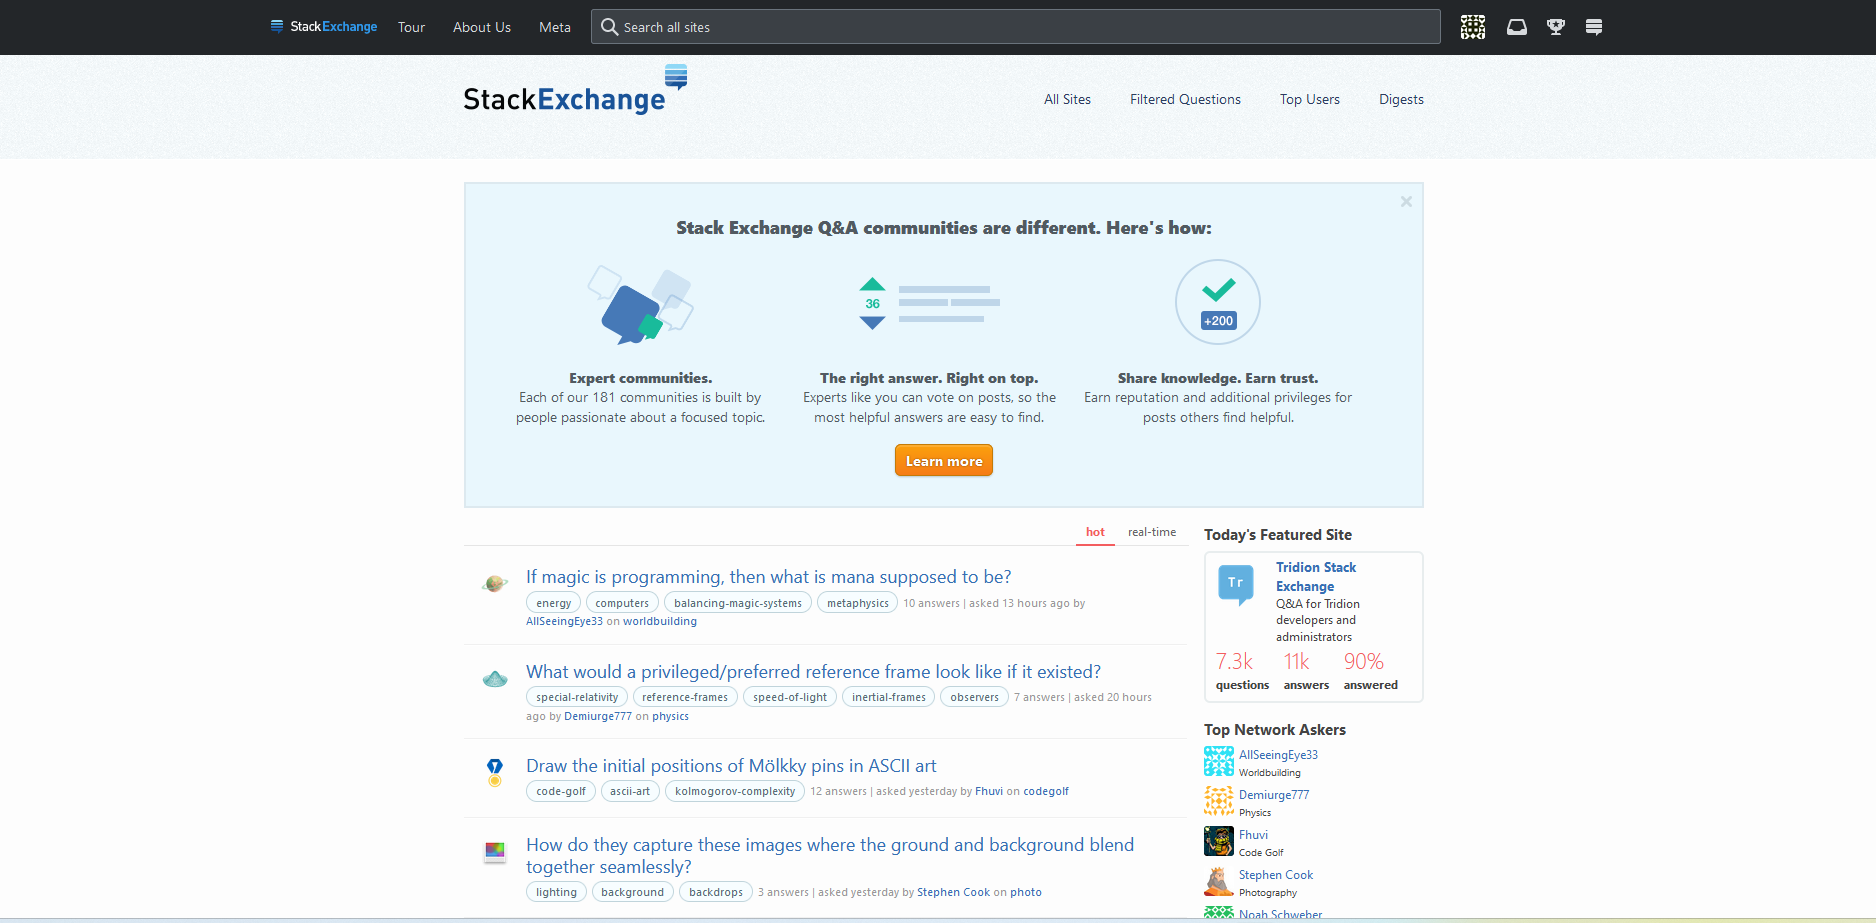 StackExchange Tour About Us Meta Search all sites
StackExchange
All Sites Filtered Questions Top Users Digests
Stack Exchange Q&A communities are different. Here's how:
36
+200
Expert communities.
Each of our 181 communities is built by
people passionate about a focused topic.
The right answer. Right on top.
Experts like you can vote on posts, so the
most helpful answers are easy to find.
Share knowledge. Earn trust.
Earn reputation and additional privileges for
posts others find helpful.
Learn more
hot real-time
If magic is programming, then what is mana supposed to be?
energy computers balancing-magic-systems metaphysics 10 answers | asked 13 hours ago by
AllSeeingEye33 on worldbuilding
What would a privileged/preferred reference frame look like if it existed?
special-relativity reference-frames speed-of-light inertial-frames observers 7 answers | asked 20 hours
ago by Demiurge777 on physics
Draw the initial positions of Mölkky pins in ASCII art
code-golf ascii-art kolmogorov-complexity 12 answers | asked yesterday by Fhuvi on codegolf
How do they capture these images where the ground and background blend
together seamlessly?
lighting background backdrops 3 answers | asked yesterday by Stephen Cook on photo
Today's Featured Site
Tr
Tridion Stack
Exchange
Q&A for Tridion
developers and
administrators
7.3k 11k 90%
questions answers answered
Top Network Askers
AllSeeingEye33
Worldbuilding
Demiurge777
Physics
Fhuvi
Code Golf
Stephen Cook
Photography
Noah Schweber